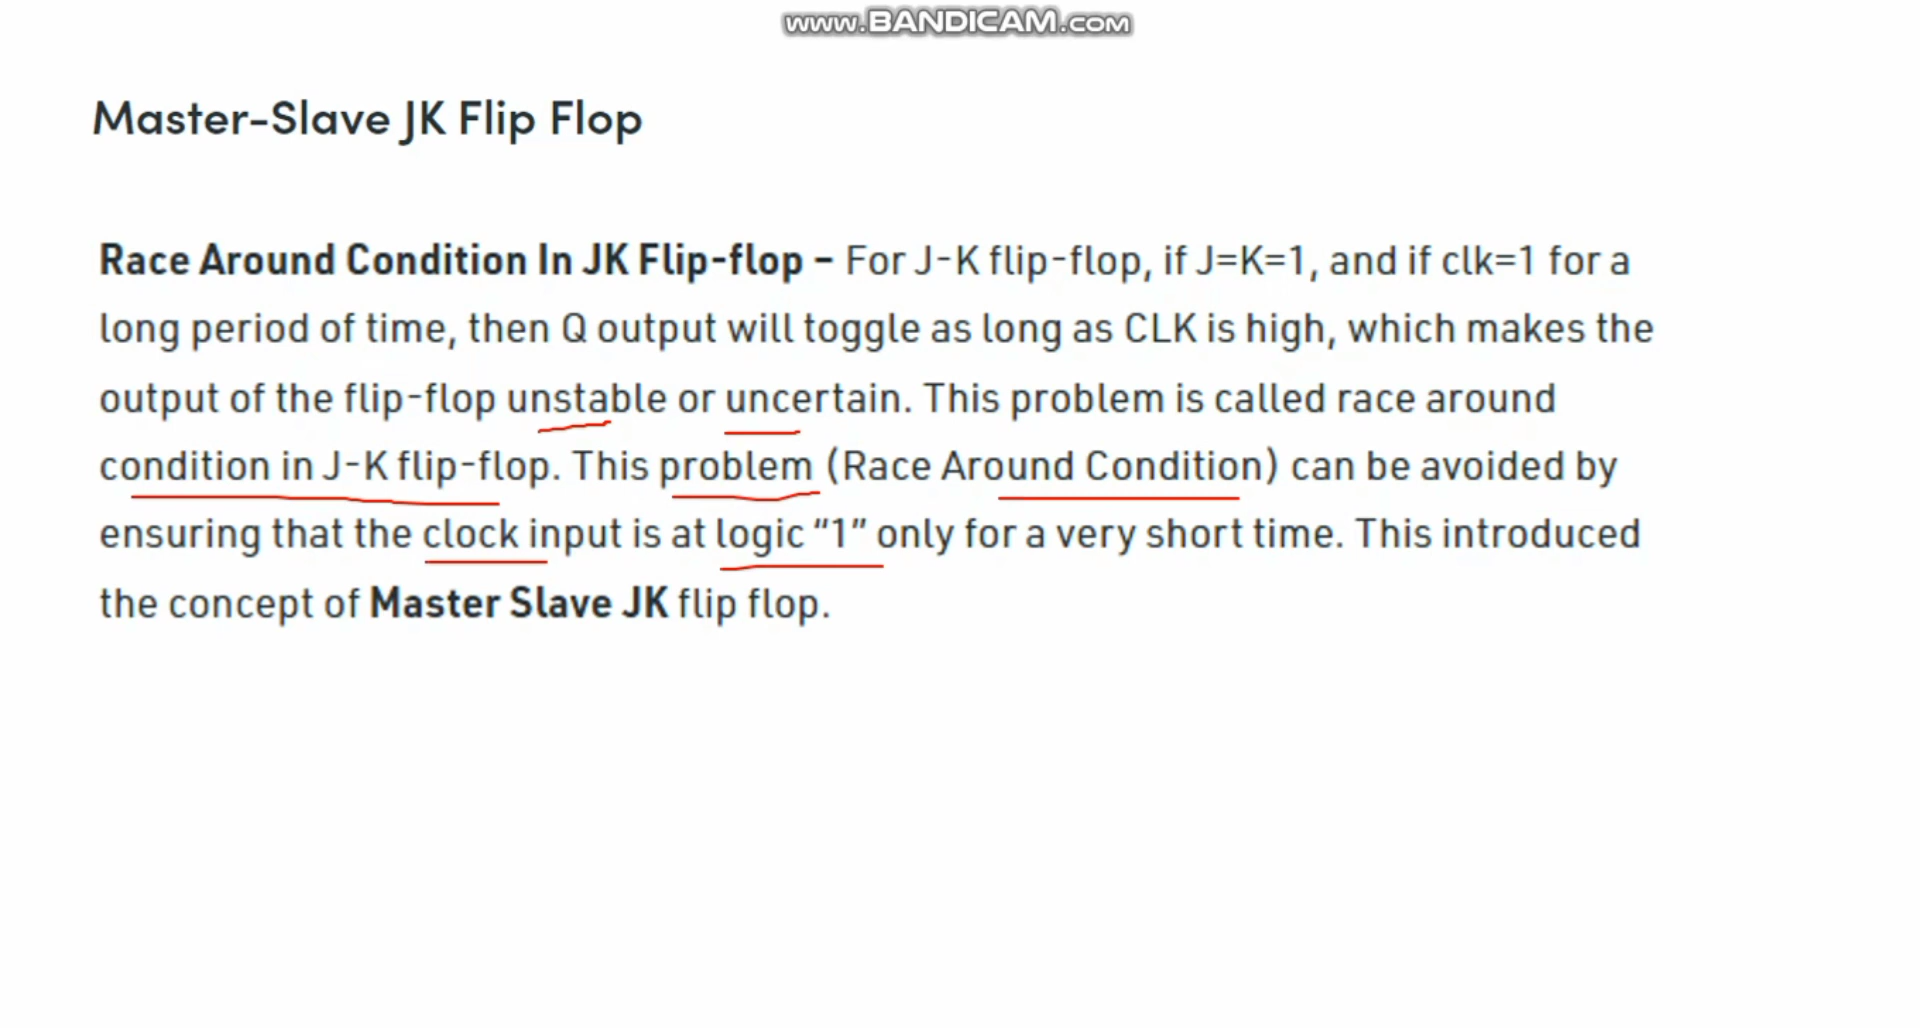 www.BANDICAM.com
Master-Slave JK Flip Flop
Race Around Condition In JK Flip-flop – For J-K flip-flop, if J=K=1, and if clk=1 for a
long period of time, then Q output will toggle as long as CLK is high, which makes the
output of the flip-flop unstable or uncertain. This problem is called race around
condition in J-K flip-flop. This problem (Race Around Condition) can be avoided by
ensuring that the clock input is at logic “1” only for a very short time. This introduced
the concept of Master Slave JK flip flop.